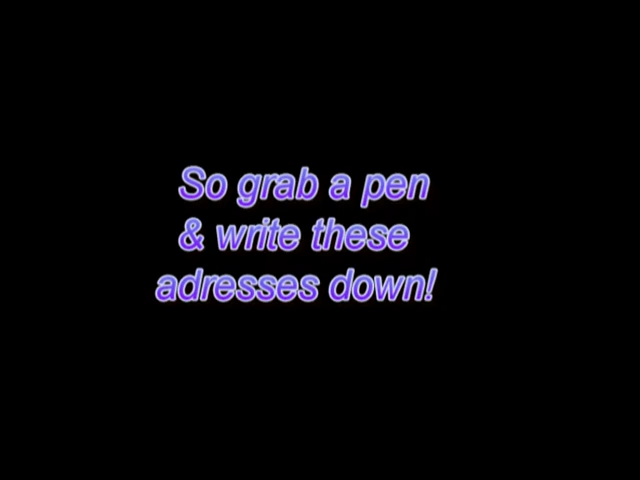 So grab a pen
& write these
adresses down!